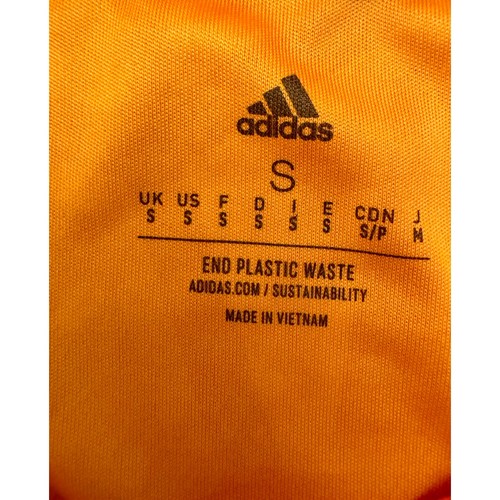 adidas
S
UK US F D I E CDN J
S S S S S S S/P M
END PLASTIC WASTE
ADIDAS.COM / SUSTAINABILITY
MADE IN VIETNAM